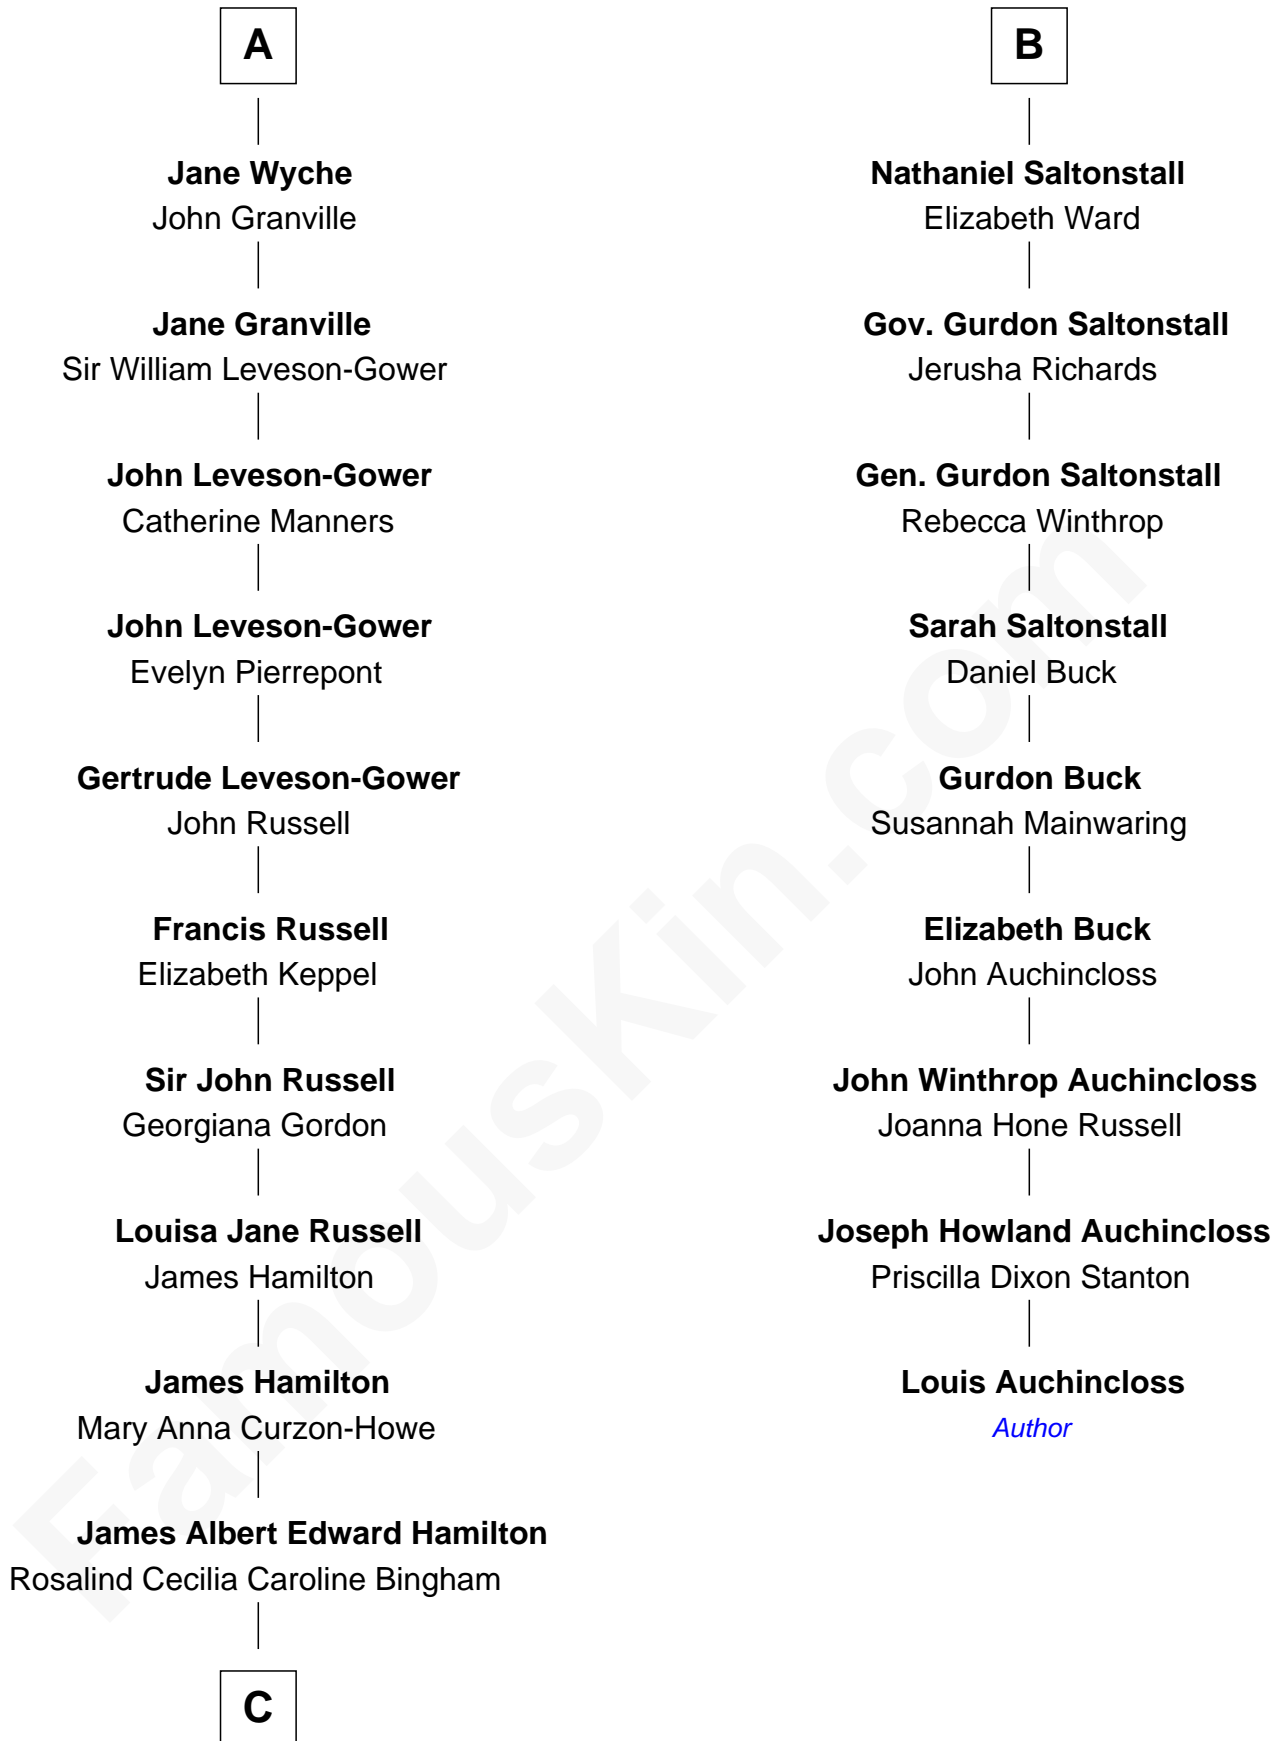 A
Jane Wyche
John Granville
Jane Granville
Sir William Leveson-Gower
John Leveson-Gower
Catherine Manners
John Leveson-Gower
Evelyn Pierrepont
Gertrude Leveson-Gower
John Russell
Francis Russell
Elizabeth Keppel
Sir John Russell
Georgiana Gordon
Louisa Jane Russell
James Hamilton
James Hamilton
Mary Anna Curzon-Howe
James Albert Edward Hamilton
Rosalind Cecilia Caroline Bingham
C
B
Nathaniel Saltonstall
Elizabeth Ward
Gov. Gurdon Saltonstall
Jerusha Richards
Gen. Gurdon Saltonstall
Rebecca Winthrop
Sarah Saltonstall
Daniel Buck
Gurdon Buck
Susannah Mainwaring
Elizabeth Buck
John Auchincloss
John Winthrop Auchincloss
Joanna Hone Russell
Joseph Howland Auchincloss
Priscilla Dixon Stanton
Louis Auchincloss
Author
FamousKin.com